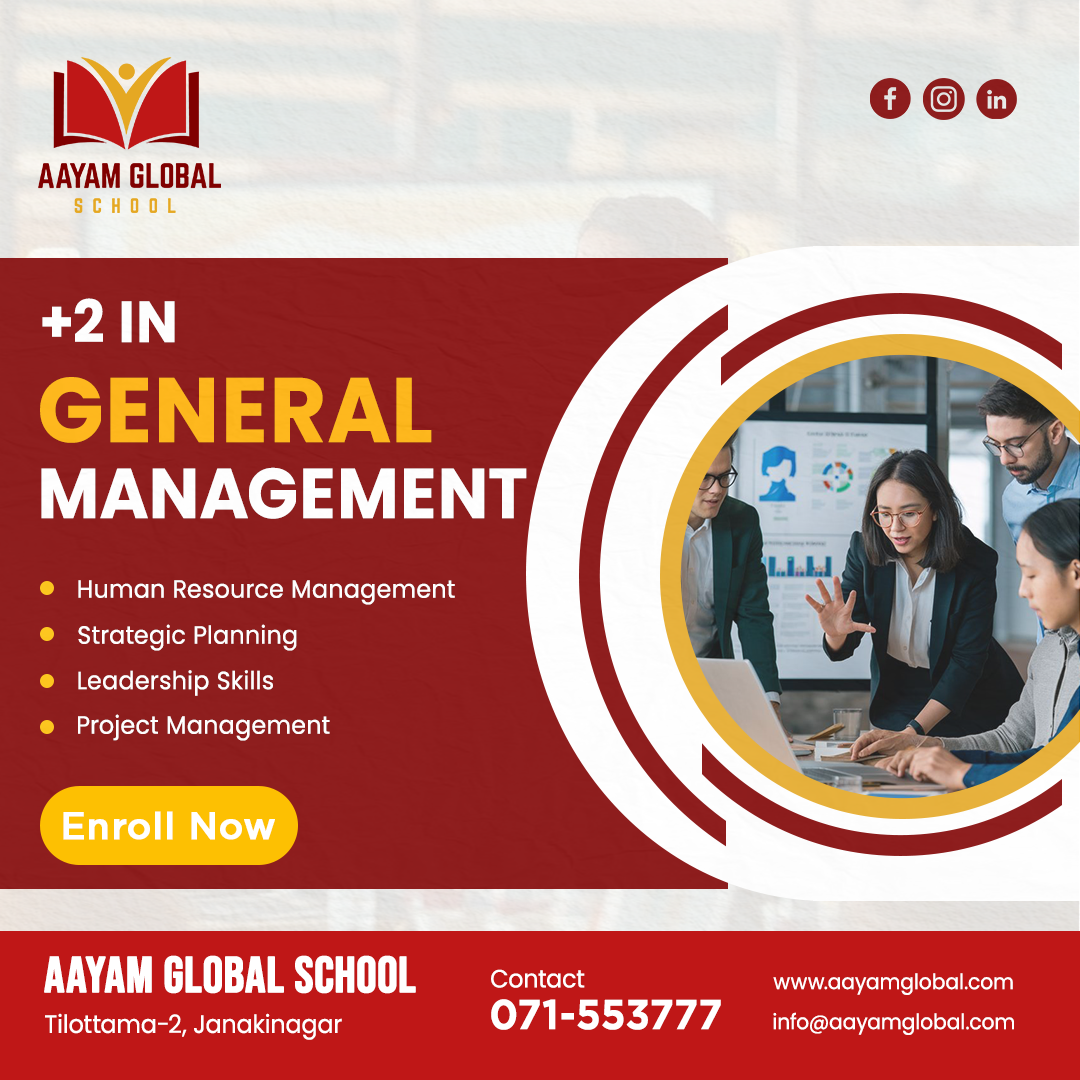 AAYAM GLOBAL
SCHOOL
+2 IN
GENERAL
MANAGEMENT
Human Resource Management
Strategic Planning
Leadership Skills
Project Management
Enroll Now
AAYAM GLOBAL SCHOOL
Tilottama-2, Janakinagar
Contact
071-553777
www.aayamglobal.com
info@aayamglobal.com